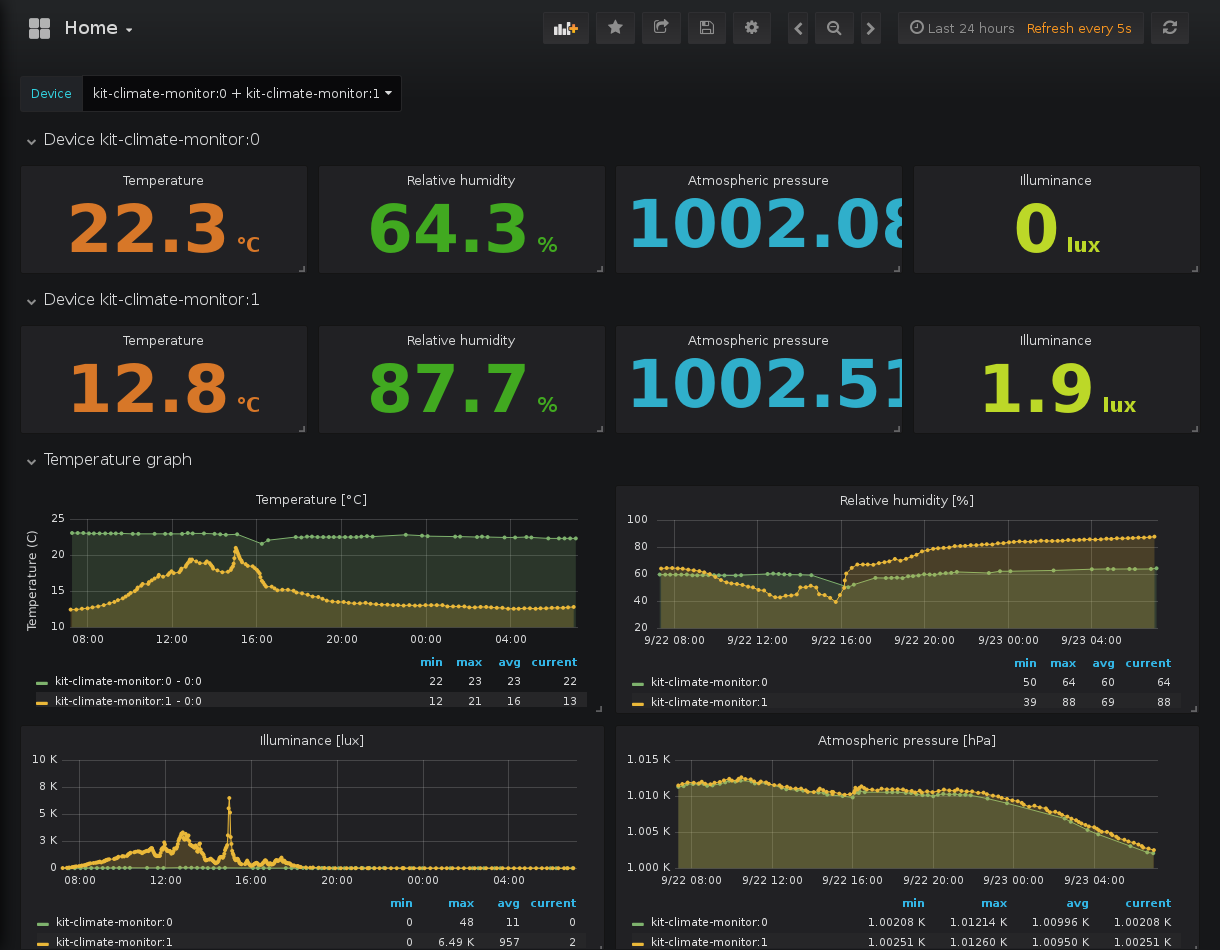 Home
Last 24 hours Refresh every 5s
Device kit-climate-monitor:0 + kit-climate-monitor:1
Device kit-climate-monitor:0
Temperature Relative humidity Atmospheric pressure Illuminance
22.3 °C 64.3 % 1002.08 0 lux
Device kit-climate-monitor:1
Temperature Relative humidity Atmospheric pressure Illuminance
12.8 °C 87.7 % 1002.51 1.9 lux
Temperature graph
Temperature [°C]
Temperature (C)
25
20
15
10
08:00 12:00 16:00 20:00 00:00 04:00
min max avg current
kit-climate-monitor:0 - 0:0 22 23 23 22
kit-climate-monitor:1 - 0:0 12 21 16 13
Relative humidity [%]
100
80
60
40
20
9/22 08:00 9/22 12:00 9/22 16:00 9/22 20:00 9/23 00:00 9/23 04:00
min max avg current
kit-climate-monitor:0 50 64 60 64
kit-climate-monitor:1 39 88 69 88
Illuminance [lux]
10 K
8 K
5 K
3 K
0
08:00 12:00 16:00 20:00 00:00 04:00
min max avg current
kit-climate-monitor:0 0 48 11 0
kit-climate-monitor:1 0 6.49 K 957 2
Atmospheric pressure [hPa]
1.015 K
1.010 K
1.005 K
1.000 K
9/22 08:00 9/22 12:00 9/22 16:00 9/22 20:00 9/23 00:00 9/23 04:00
min max avg current
kit-climate-monitor:0 1.00208 K 1.01214 K 1.00996 K 1.00208 K
kit-climate-monitor:1 1.00251 K 1.01260 K 1.00950 K 1.00251 K